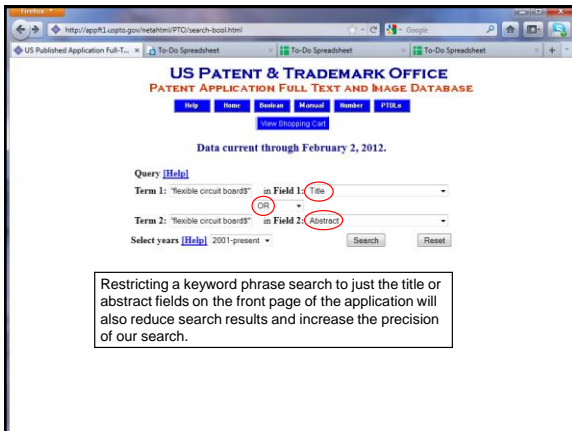 Firefox
http://appft1.uspto.gov/netahtml/PTO/search-bool.html
Google
US Published Application Full-T...
To-Do Spreadsheet
To-Do Spreadsheet
To-Do Spreadsheet
US PATENT & TRADEMARK OFFICE
PATENT APPLICATION FULL TEXT AND IMAGE DATABASE
Help Home Boolean Manual Number PTDLs
View Shopping Cart
Data current through February 2, 2012.
Query [Help]
Term 1: "flexible circuit board$" in Field 1: Title
OR
Term 2: "flexible circuit board$" in Field 2: Abstract
Select years [Help] 2001-present Search Reset
Restricting a keyword phrase search to just the title or
abstract fields on the front page of the application will
also reduce search results and increase the precision
of our search.